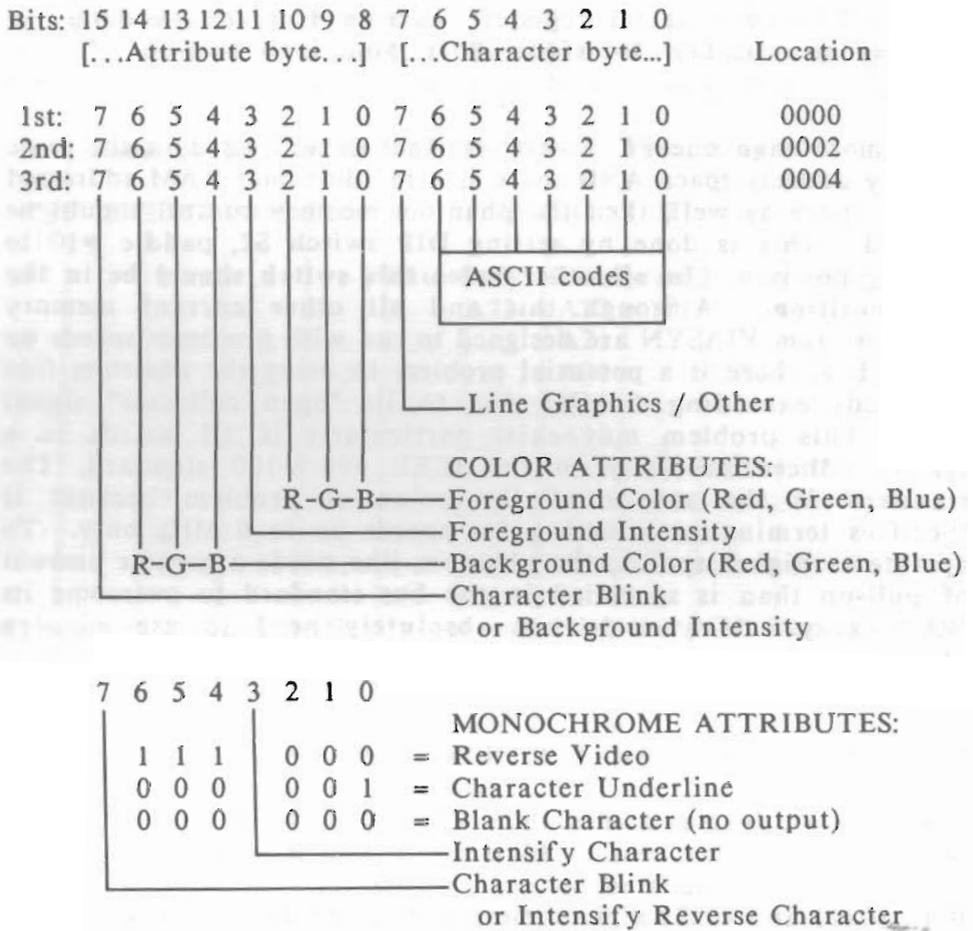 Bits: 15 14 13 12 11 10 9 8 7 6 5 4 3 2 1 0
[...Attribute byte...] [...Character byte...] Location
1st: 7 6 5 4 3 2 1 0 7 6 5 4 3 2 1 0 0000
2nd: 7 6 5 4 3 2 1 0 7 6 5 4 3 2 1 0 0002
3rd: 7 6 5 4 3 2 1 0 7 6 5 4 3 2 1 0 0004
ASCII codes
Line Graphics / Other
COLOR ATTRIBUTES:
R-G-B Foreground Color (Red, Green, Blue)
Foreground Intensity
R-G-B Background Color (Red, Green, Blue)
Character Blink
or Background Intensity
7 6 5 4 3 2 1 0
MONOCHROME ATTRIBUTES:
1 1 1 0 0 0 = Reverse Video
0 0 0 0 0 1 = Character Underline
0 0 0 0 0 0 = Blank Character (no output)
Intensify Character
Character Blink
or Intensify Reverse Character